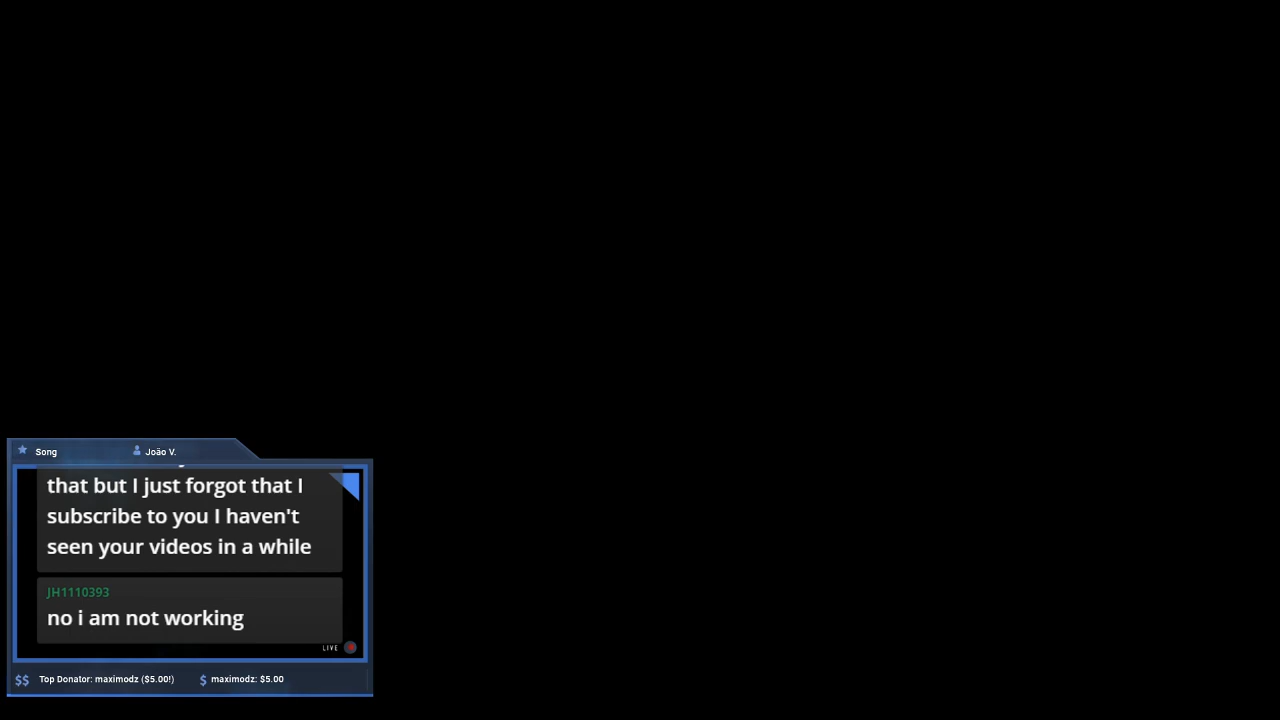 Song João V.
that but I just forgot that I
subscribe to you I haven't
seen your videos in a while
JH1110393
no i am not working
LIVE
$$ Top Donator: maximodz ($5.00!) $ maximodz: $5.00